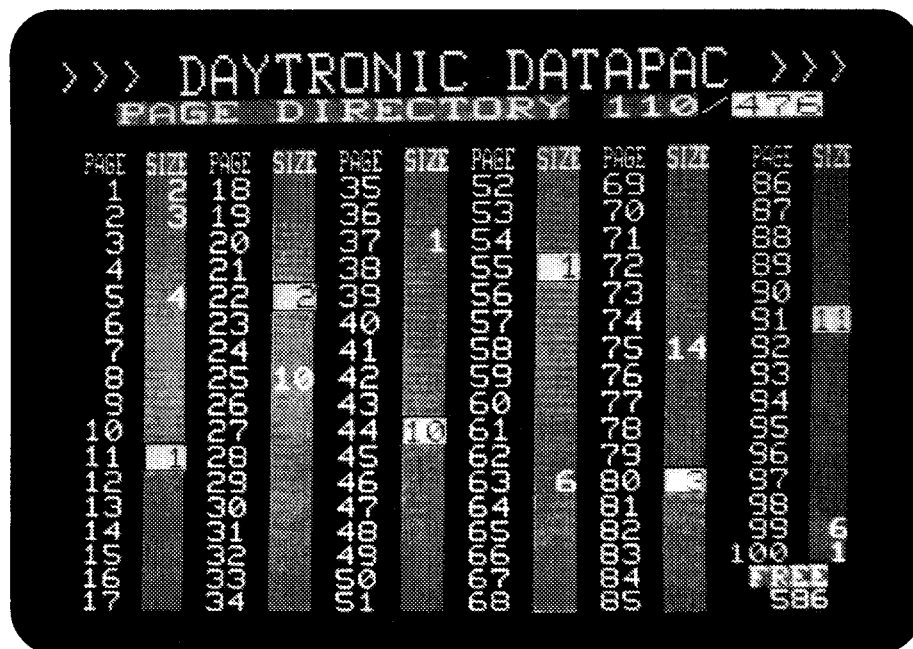 >>> DAYTRONIC DATAPAC >>>
PAGE DIRECTORY 110/476
PAGE SIZE PAGE SIZE PAGE SIZE PAGE SIZE PAGE SIZE PAGE SIZE
1 2 18 35 52 69 86
2 3 19 36 53 70 87
3 20 37 1 54 71 88
4 21 38 55 1 72 89
5 4 22 2 39 56 73 90
6 23 40 57 74 91 11
7 24 41 58 75 14 92
8 25 10 42 59 76 93
9 26 43 60 77 94
10 27 44 10 61 78 95
11 1 28 45 62 79 96
12 29 46 63 6 80 3 97
13 30 47 64 81 98
14 31 48 65 82 99 6
15 32 49 66 83 100 1
16 33 50 67 84 FREE
17 34 51 68 85 586